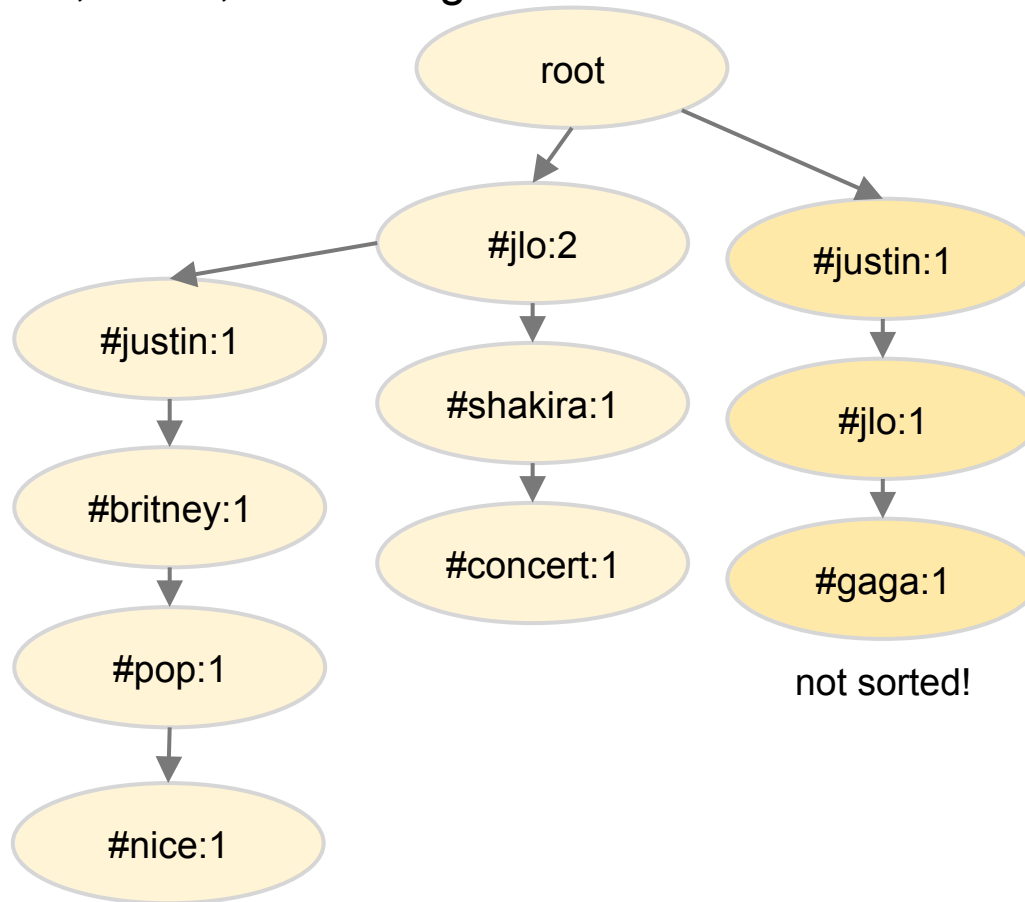 root
#jlo:2
#justin:1
#justin:1
#shakira:1
#jlo:1
#britney:1
#concert:1
#gaga:1
#pop:1
not sorted!
#nice:1